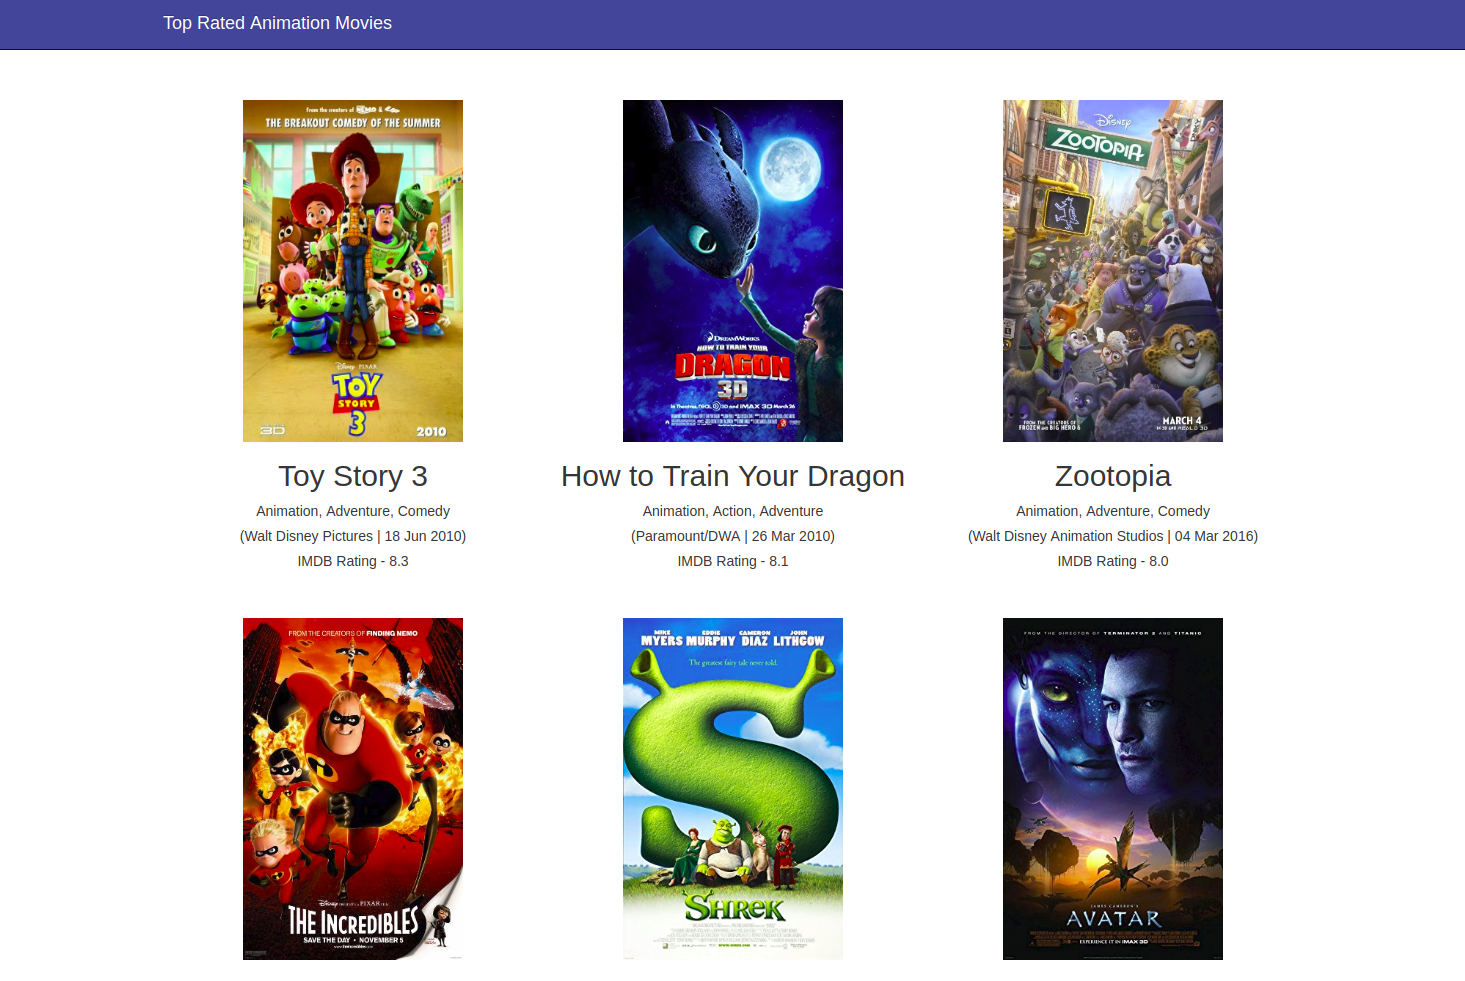 Top Rated Animation Movies
from the creators of NEMO &
THE BREAKOUT COMEDY OF THE SUMMER
Disney PIXAR
TOY
STORY
3
3D
2010
DREAMWORKS
HOW TO TRAIN YOUR
DRAGON
3D
In Theatres, REAL D 3D and IMAX 3D March 26
Disney
ZOOTOPIA
FROM THE CREATORS OF
FROZEN AND BIG HERO 6
MARCH 4
IN 3D AND REAL D 3D
Toy Story 3
Animation, Adventure, Comedy
(Walt Disney Pictures | 18 Jun 2010)
IMDB Rating - 8.3
How to Train Your Dragon
Animation, Action, Adventure
(Paramount/DWA | 26 Mar 2010)
IMDB Rating - 8.1
Zootopia
Animation, Adventure, Comedy
(Walt Disney Animation Studios | 04 Mar 2016)
IMDB Rating - 8.0
FROM THE CREATORS OF FINDING NEMO
Disney PRESENTS A PIXAR FILM
THE INCREDIBLES
SAVE THE DAY • NOVEMBER 5
MIKE EDDIE CAMERON JOHN
MYERS MURPHY DIAZ LITHGOW
The greatest fairy tale never told.
SHREK
FROM THE DIRECTOR OF TERMINATOR 2 AND TITANIC
JAMES CAMERON'S
AVATAR
EXPERIENCE IT IN IMAX 3D